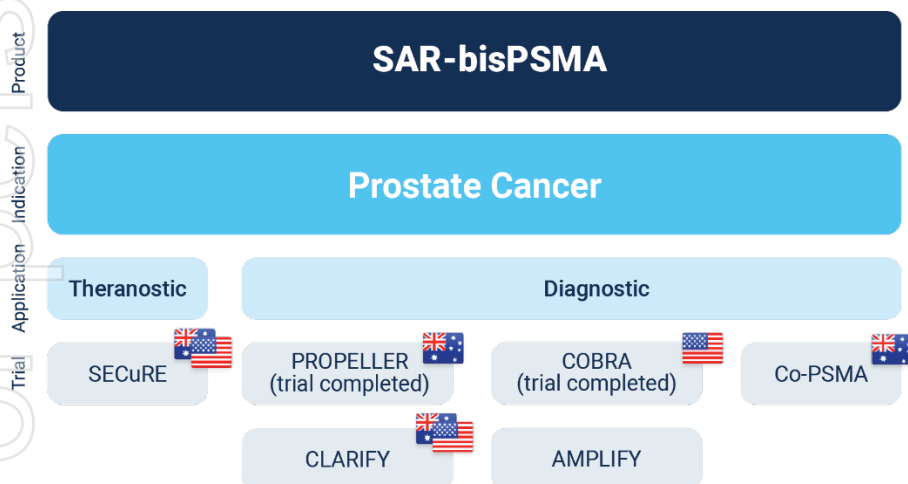 Product
SAR-bisPSMA
Indication
Prostate Cancer
Application
Theranostic
Diagnostic
Trial
SECuRE
PROPELLER
(trial completed)
COBRA
(trial completed)
Co-PSMA
CLARIFY
AMPLIFY